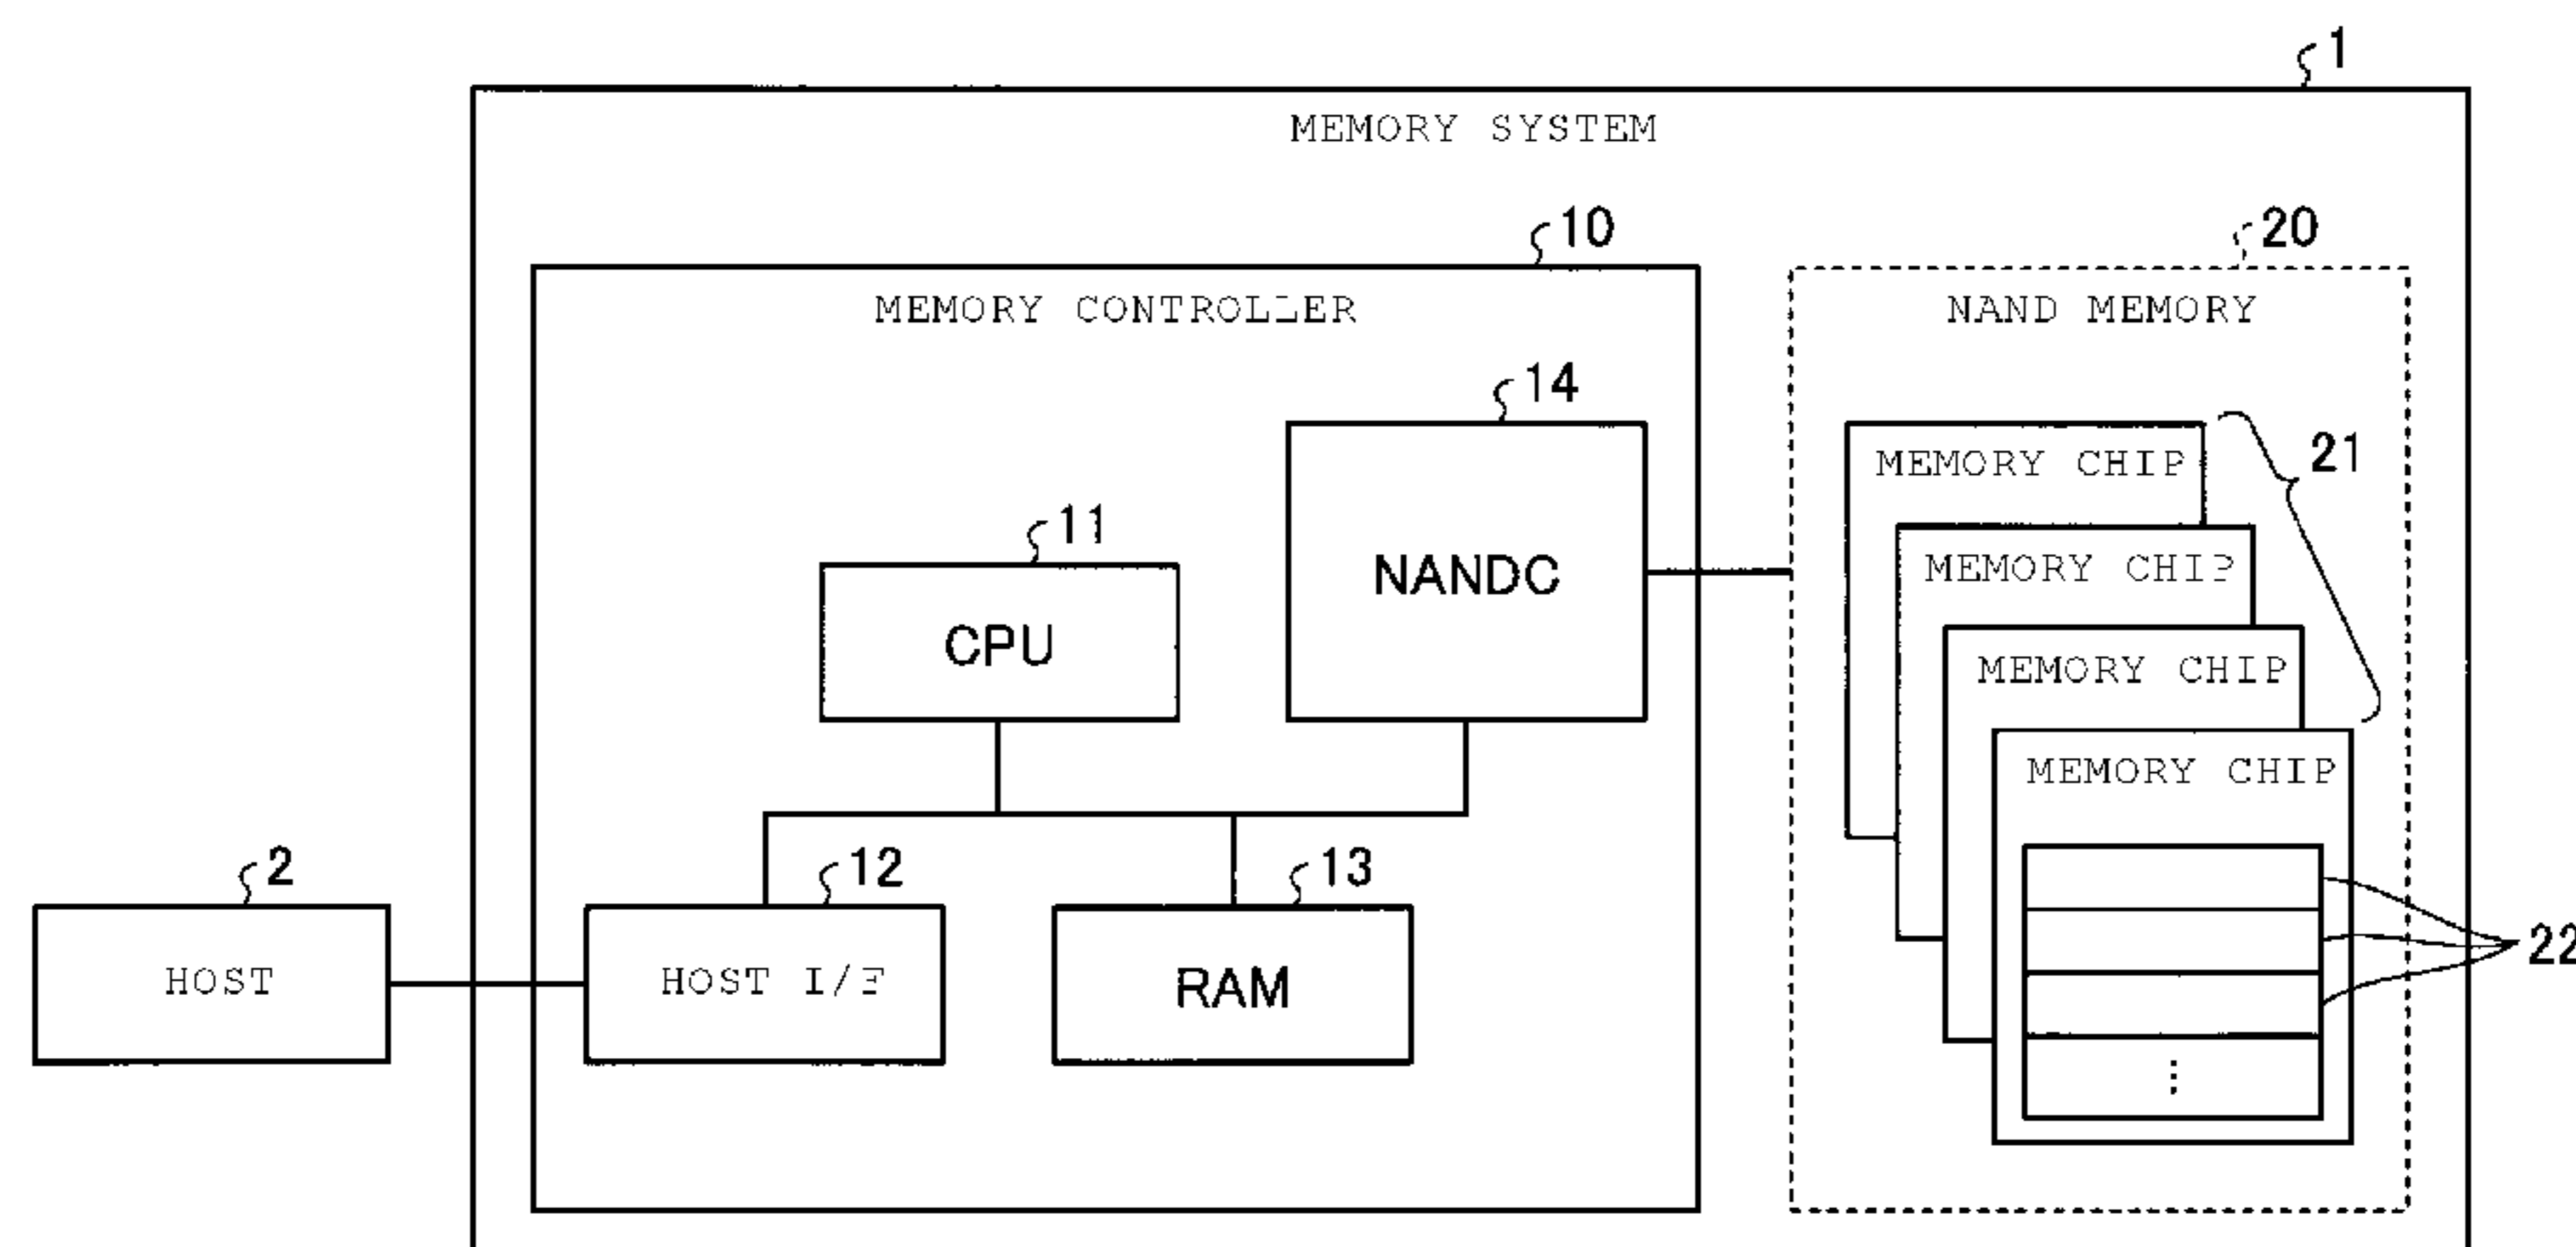 1
MEMORY SYSTEM
10
20
MEMORY CONTROLLER
NAND MEMORY
14
MEMORY CHIP
21
11
NANDC
MEMORY CHIP
CPU
MEMORY CHIP
MEMORY CHIP
2
12
13
22
HOST
HOST I/F
RAM
⋮